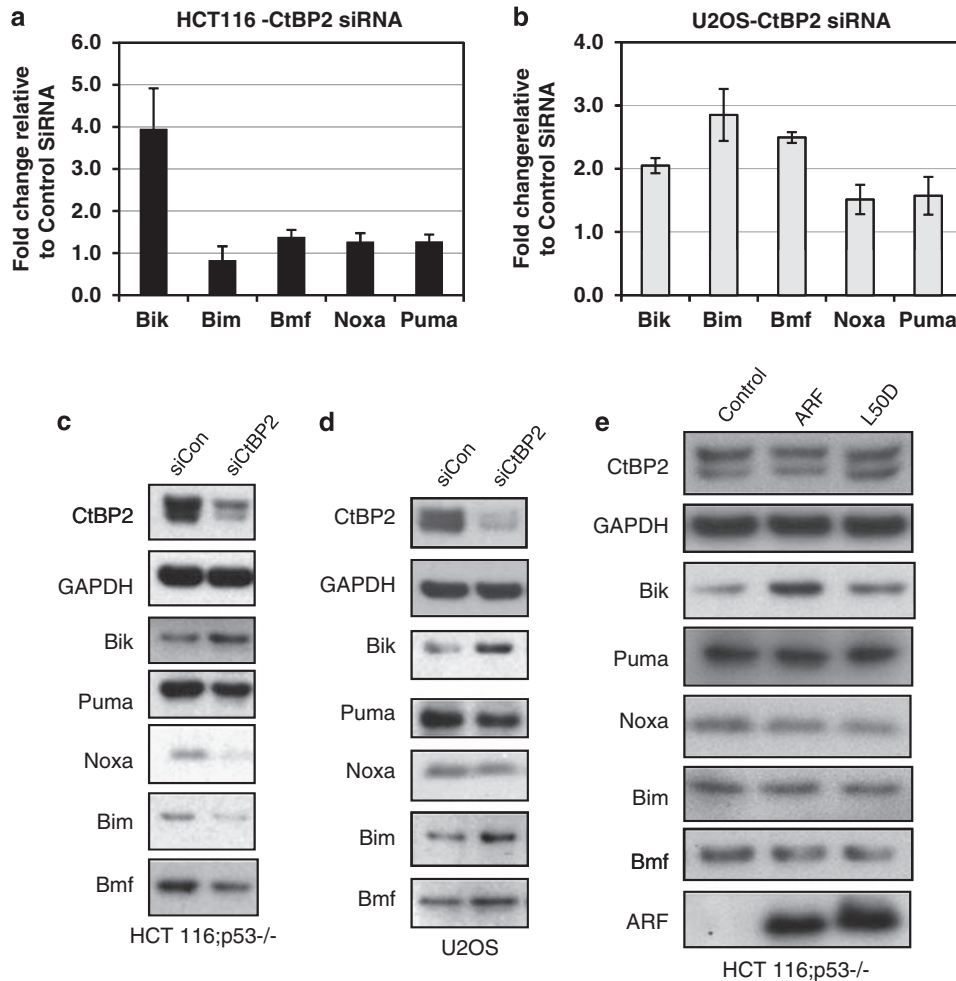 a
HCT116 -CtBP2 siRNA
Fold change relative
to Control SiRNA
6.0
5.0
4.0
3.0
2.0
1.0
0.0
Bik Bim Bmf Noxa Puma
b
U2OS-CtBP2 siRNA
Fold changerelative
to Control SiRNA
4.0
3.0
2.0
1.0
0.0
Bik Bim Bmf Noxa Puma
c
siCon siCtBP2
CtBP2
GAPDH
Bik
Puma
Noxa
Bim
Bmf
HCT 116;p53-/-
d
siCon siCtBP2
CtBP2
GAPDH
Bik
Puma
Noxa
Bim
Bmf
U2OS
e
Control ARF L50D
CtBP2
GAPDH
Bik
Puma
Noxa
Bim
Bmf
ARF
HCT 116;p53-/-